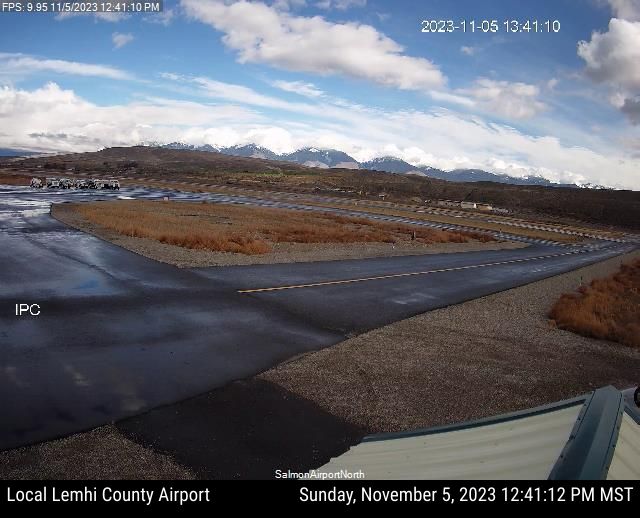 FPS: 9.95 11/5/2023 12:41:10 PM
2023-11-05 13:41:10
IPC
SalmonAirportNorth
Local Lemhi County Airport
Sunday, November 5, 2023 12:41:12 PM MST